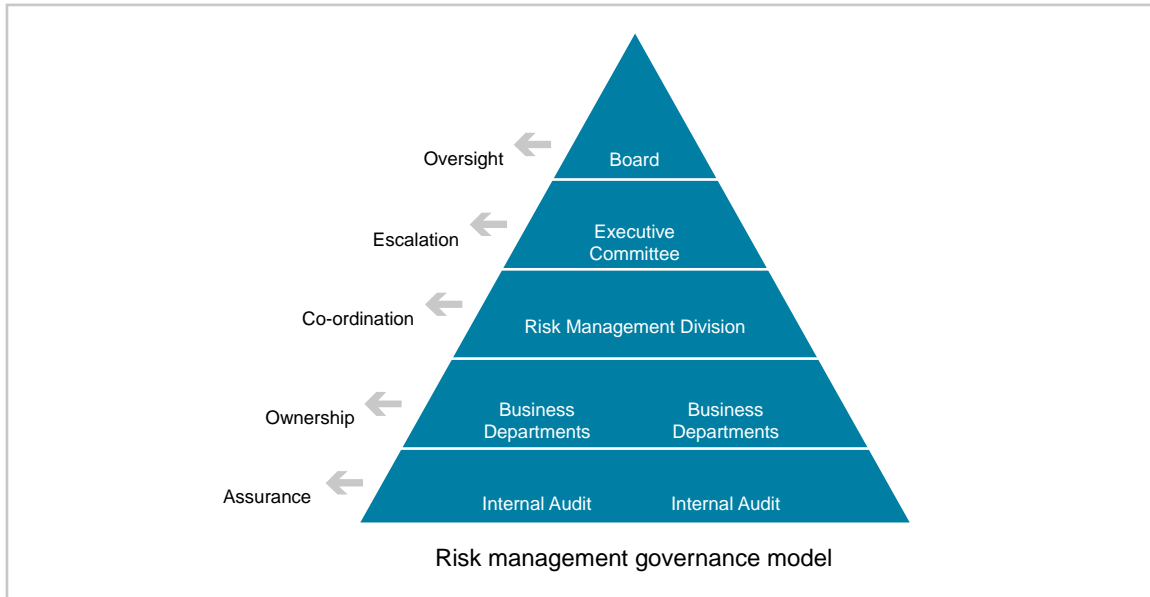 Oversight
Board
Escalation
Executive
Committee
Co-ordination
Risk Management Division
Ownership
Business
Departments
Business
Departments
Assurance
Internal Audit
Internal Audit
Risk management governance model